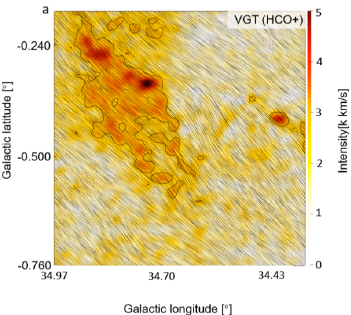 a
VGT (HCO+)
5
4
3
2
1
0
Intensity[k km/s]
-0.240
-0.500
-0.760
Galactic latitude [°]
34.97 34.70 34.43
Galactic longitude [°]